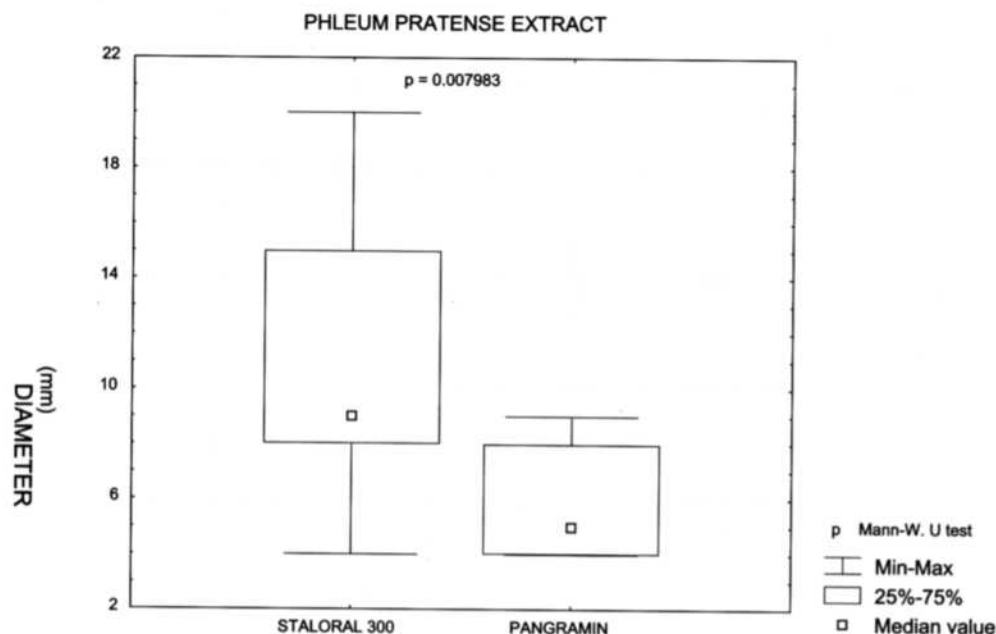 PHLEUM PRATENSE EXTRACT
22
p = 0.007983
18
14
10
6
2
(mm)
DIAMETER
STALORAL 300
PANGRAMIN
p Mann-W. U test
Min-Max
25%-75%
Median value